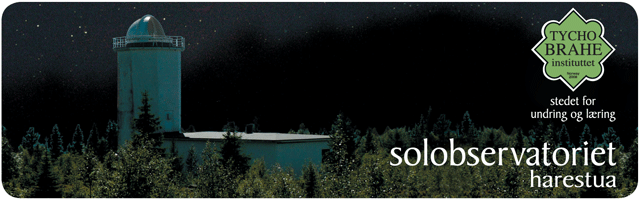 TYCHO
BRAHE
instituttet
stedet for
undring og læring
solobservatoriet
harestua